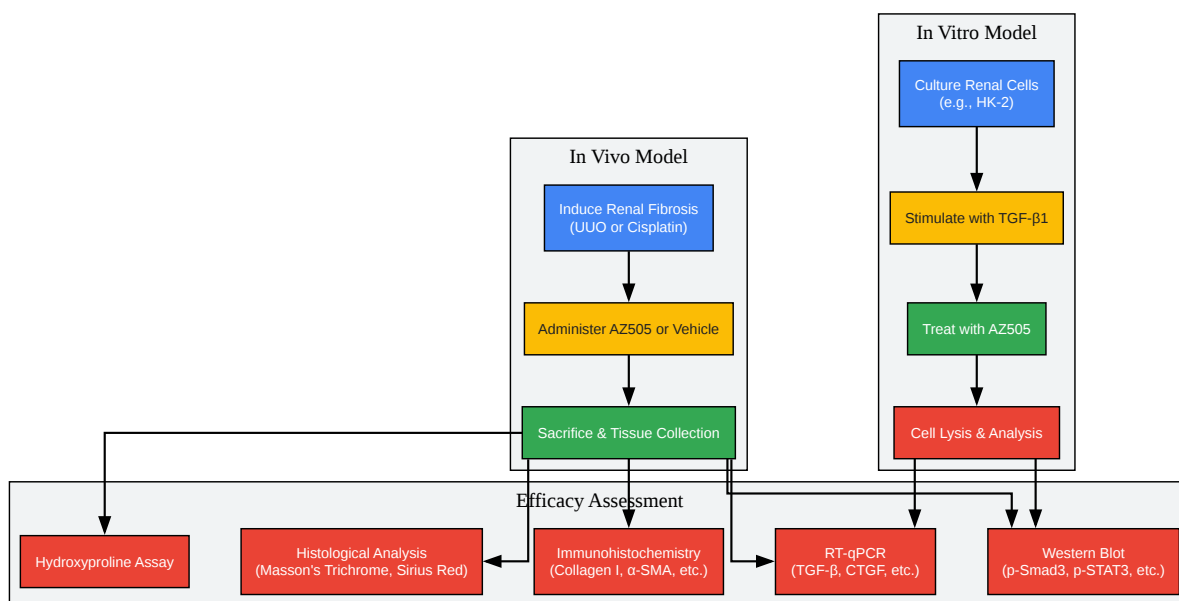 In Vitro Model
Culture Renal Cells
(e.g., HK-2)
In Vivo Model
Induce Renal Fibrosis
(UUO or Cisplatin)
Stimulate with TGF-β1
Administer AZ505 or Vehicle
Treat with AZ505
Sacrifice & Tissue Collection
Cell Lysis & Analysis
Efficacy Assessment
Hydroxyproline Assay
Histological Analysis
(Masson's Trichrome, Sirius Red)
Immunohistochemistry
(Collagen I, α-SMA, etc.)
RT-qPCR
(TGF-β, CTGF, etc.)
Western Blot
(p-Smad3, p-STAT3, etc.)